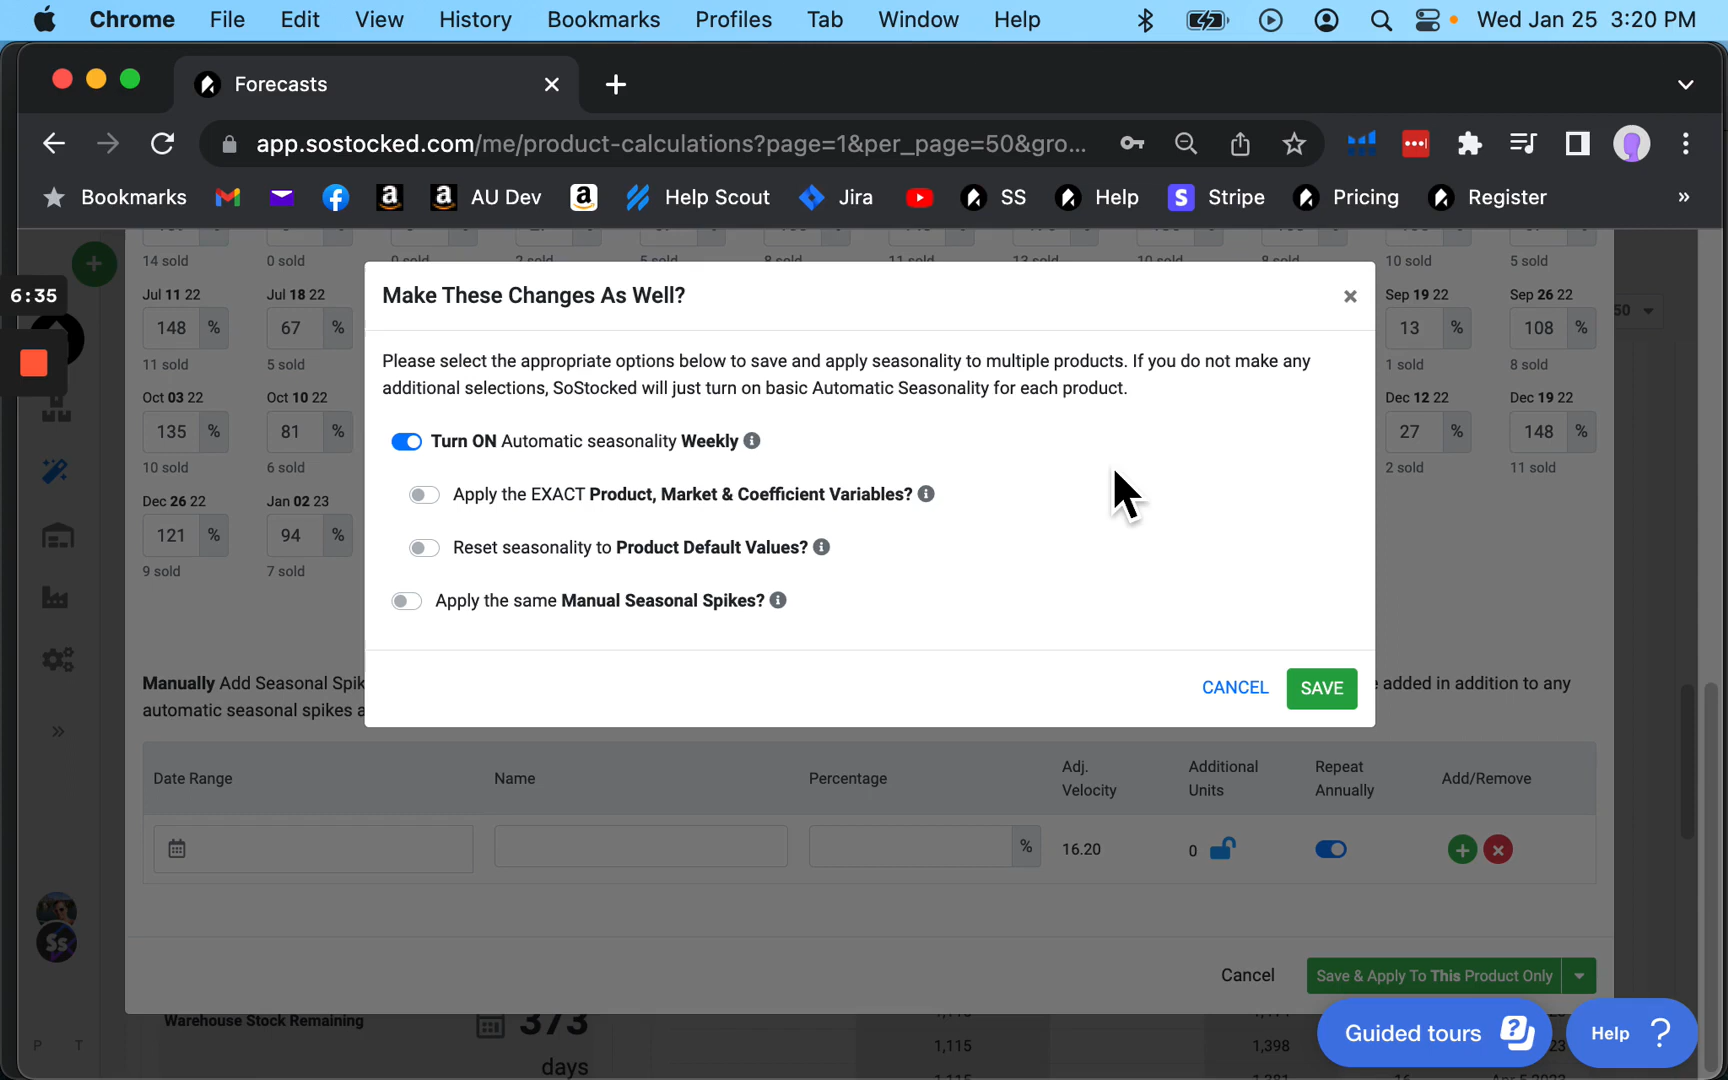 Chrome File Edit View History Bookmarks Profiles Tab Window Help Wed Jan 25 3:20 PM
Forecasts
app.sostocked.com/me/product-calculations?page=1&per_page=50&gro...
Bookmarks AU Dev Help Scout Jira SS Help Stripe Pricing Register »
14 sold 0 sold 10 sold 5 sold
6:35
Jul 11 22 Jul 18 22 Sep 19 22 Sep 26 22
148 % 67 % 13 % 108 %
11 sold 5 sold 1 sold 8 sold
Oct 03 22 Oct 10 22 Dec 12 22 Dec 19 22
135 % 81 % 27 % 148 %
10 sold 6 sold 2 sold 11 sold
Dec 26 22 Jan 02 23
121 % 94 %
9 sold 7 sold
Make These Changes As Well?
Please select the appropriate options below to save and apply seasonality to multiple products. If you do not make any
additional selections, SoStocked will just turn on basic Automatic Seasonality for each product.
Turn ON Automatic seasonality Weekly
Apply the EXACT Product, Market & Coefficient Variables?
Reset seasonality to Product Default Values?
Apply the same Manual Seasonal Spikes?
CANCEL SAVE
Manually Add Seasonal Spik added in addition to any
automatic seasonal spikes a
Date Range Name Percentage Adj. Velocity Additional Units Repeat Annually Add/Remove
% 16.20 0
Ss
Cancel Save & Apply To This Product Only
Warehouse Stock Remaining 373
days
1,115 1,398
P T
Guided tours Help ?